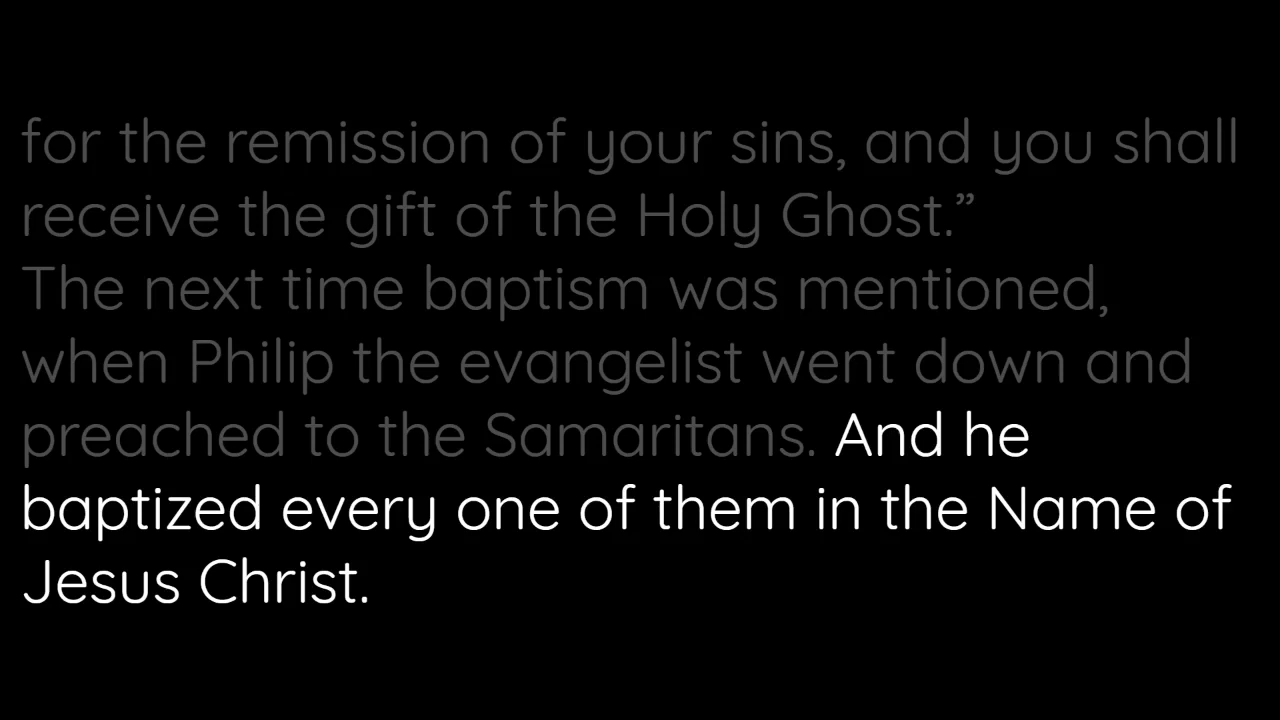 for the remission of your sins, and you shall
receive the gift of the Holy Ghost.”
The next time baptism was mentioned,
when Philip the evangelist went down and
preached to the Samaritans. And he
baptized every one of them in the Name of
Jesus Christ.